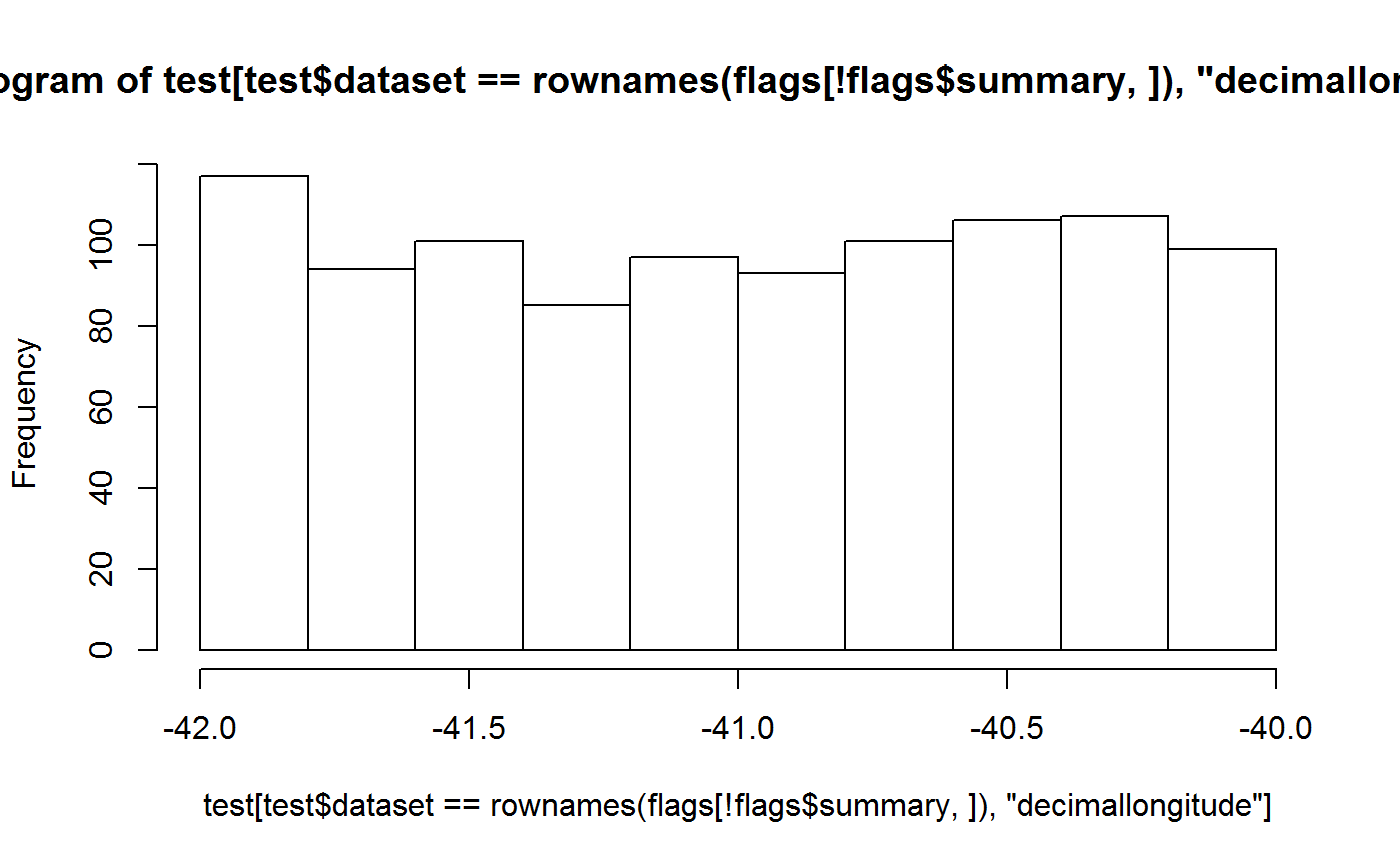 ogram of test[test$dataset == rownames(flags[!flags$summary, ]), "decimallon
Frequency
100
80
60
40
20
0
-42.0 -41.5 -41.0 -40.5 -40.0
test[test$dataset == rownames(flags[!flags$summary, ]), "decimallongitude"]